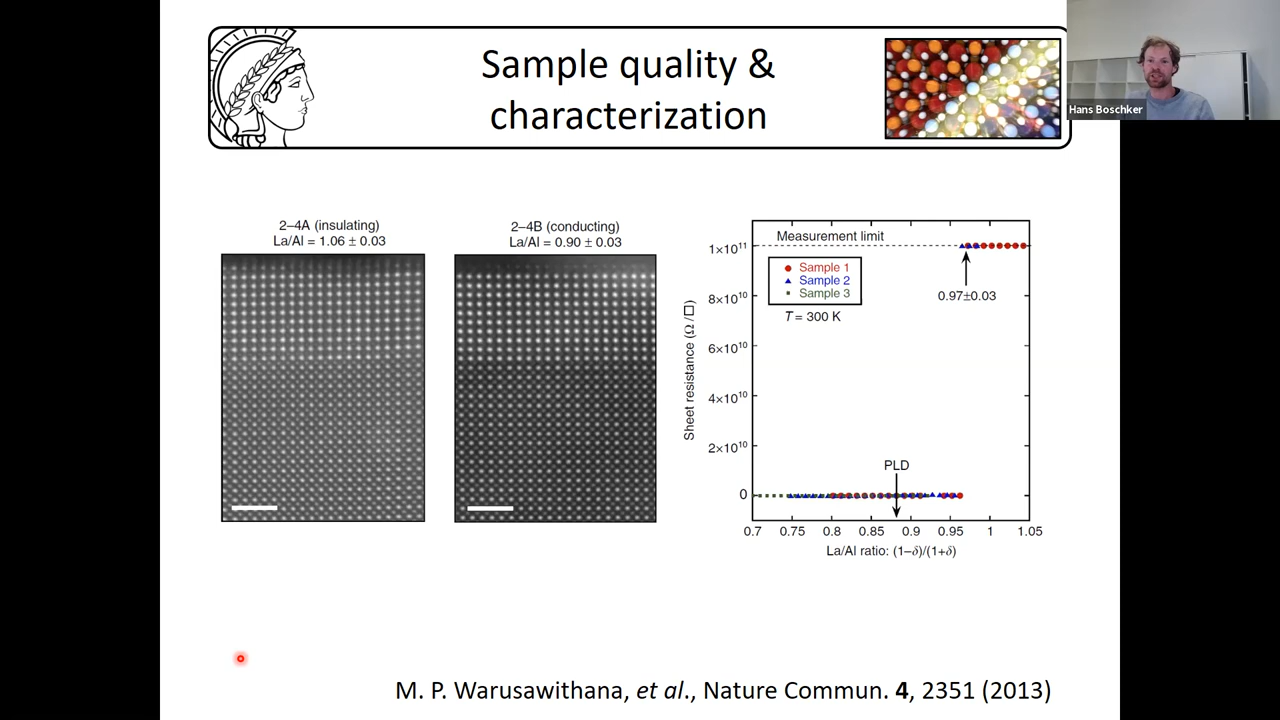 Sample quality &
characterization
Hans Boschker
2–4A (insulating)
La/Al = 1.06 ± 0.03
2–4B (conducting)
La/Al = 0.90 ± 0.03
Measurement limit
1×10¹¹
Sample 1
Sample 2
Sample 3
0.97±0.03
8×10¹⁰
T = 300 K
6×10¹⁰
Sheet resistance (Ω/□)
4×10¹⁰
2×10¹⁰
PLD
0
0.7 0.75 0.8 0.85 0.9 0.95 1 1.05
La/Al ratio: (1–δ)/(1+δ)
M. P. Warusawithana, et al., Nature Commun. 4, 2351 (2013)